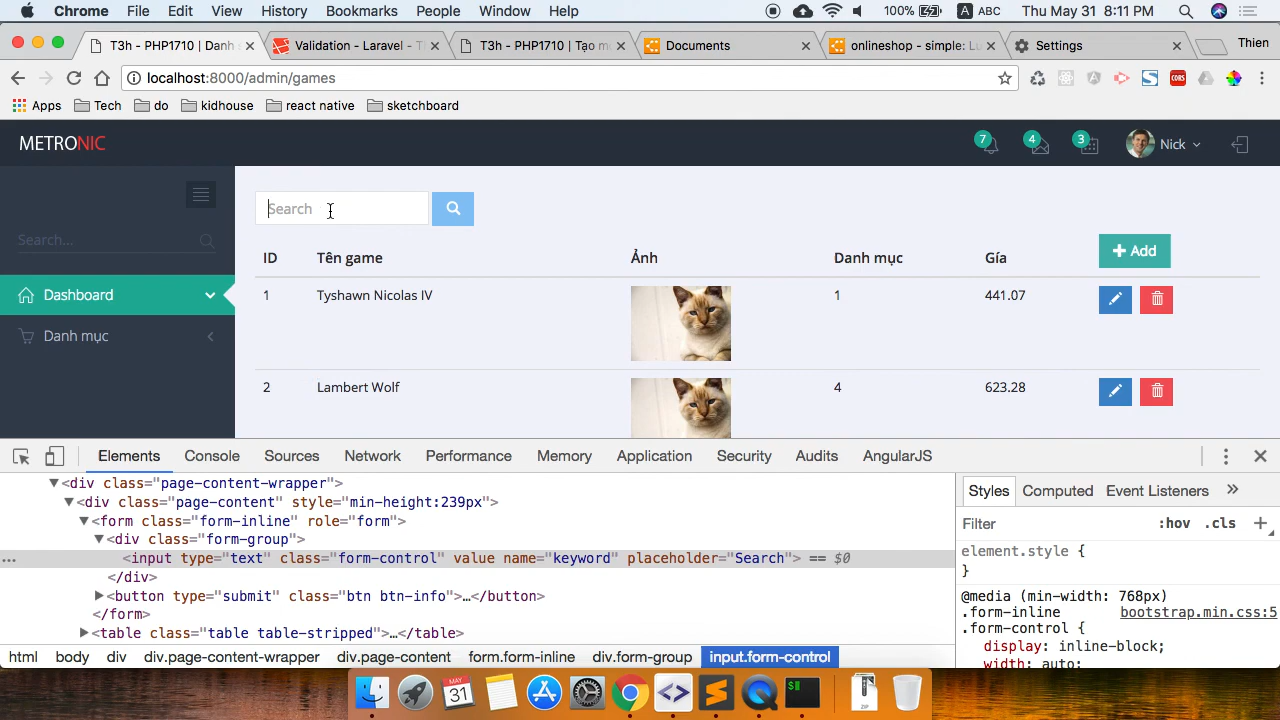 Chrome File Edit View History Bookmarks People Window Help 100% A ABC Thu May 31 8:11 PM
T3h - PHP1710 | Danh s Validation - Laravel - Th T3h - PHP1710 | Tạo m Documents onlineshop - simple: Lu Settings Thien
localhost:8000/admin/games
Apps Tech do kidhouse react native sketchboard
METRONIC 7 4 3 Nick
Search
Search...
ID Tên game Ảnh Danh mục Gía + Add
Dashboard
1 Tyshawn Nicolas IV 1 441.07
Danh mục
2 Lambert Wolf 4 623.28
Elements Console Sources Network Performance Memory Application Security Audits AngularJS
▼<div class="page-content-wrapper">
▼<div class="page-content" style="min-height:239px">
▼<form class="form-inline" role="form">
▼<div class="form-group">
... <input type="text" class="form-control" value name="keyword" placeholder="Search"> == $0
</div>
▶<button type="submit" class="btn btn-info">…</button>
</form>
▶<table class="table table-stripped">…</table>
html body div div.page-content-wrapper div.page-content form.form-inline div.form-group input.form-control
Styles Computed Event Listeners »
Filter :hov .cls +
element.style {
}
@media (min-width: 768px)
.form-inline bootstrap.min.css:5
.form-control {
display: inline-block;
width: auto;
MAY
31
ZIP